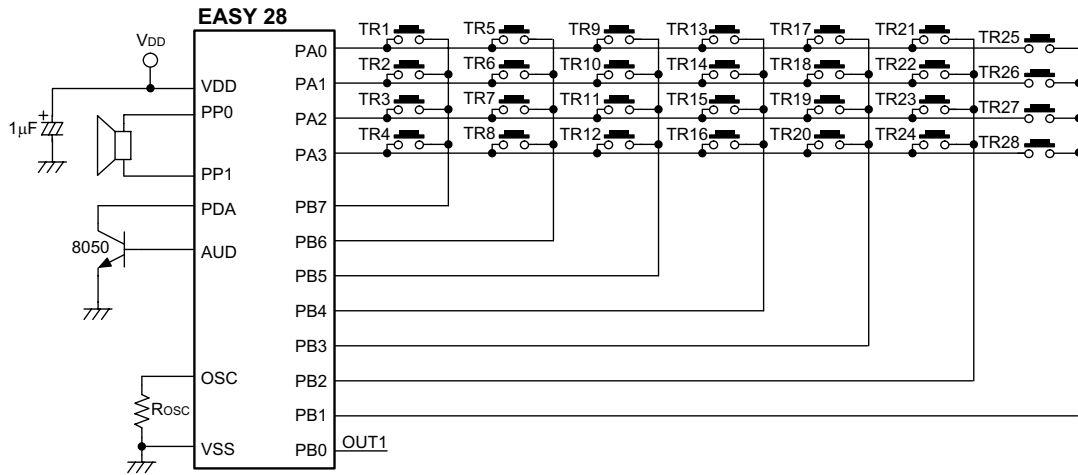 EASY 28
VDD
1μF
+
8050
ROSC
VDD
PP0
PP1
PDA
AUD
OSC
VSS
PA0
PA1
PA2
PA3
PB7
PB6
PB5
PB4
PB3
PB2
PB1
PB0
OUT1
TR1 TR5 TR9 TR13 TR17 TR21 TR25
TR2 TR6 TR10 TR14 TR18 TR22 TR26
TR3 TR7 TR11 TR15 TR19 TR23 TR27
TR4 TR8 TR12 TR16 TR20 TR24 TR28